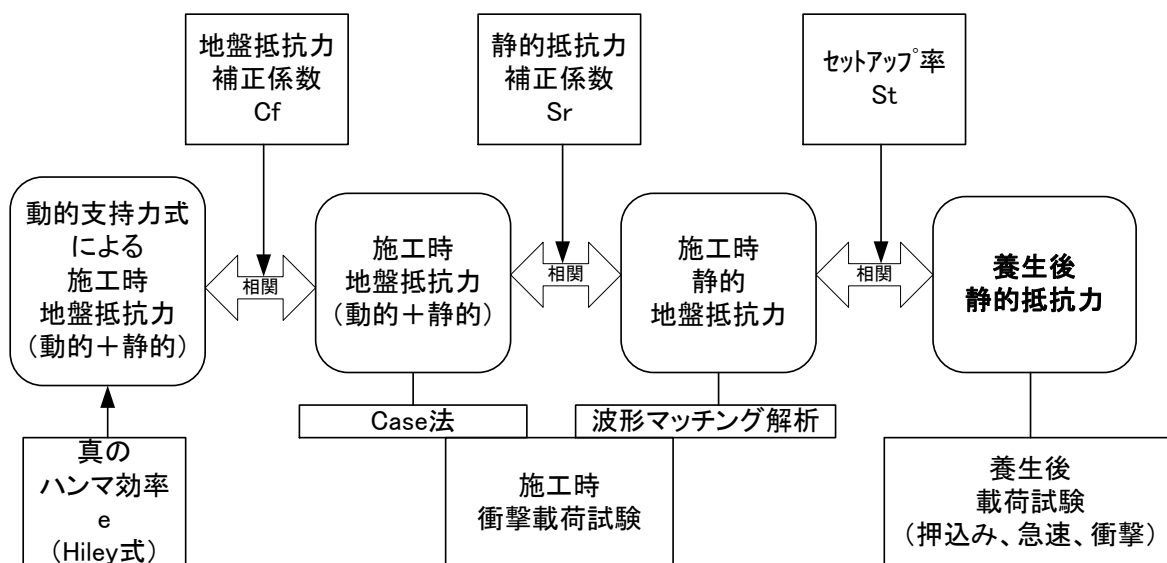 地盤抵抗力
補正係数
Cf
静的抵抗力
補正係数
Sr
セットアップ率
St
動的支持力式
による
施工時
地盤抵抗力
（動的＋静的）
相関
施工時
地盤抵抗力
（動的＋静的）
相関
施工時
静的
地盤抵抗力
相関
養生後
静的抵抗力
真の
ハンマ効率
e
（Hiley式）
Case法
波形マッチング解析
施工時
衝撃載荷試験
養生後
載荷試験
（押込み、急速、衝撃）